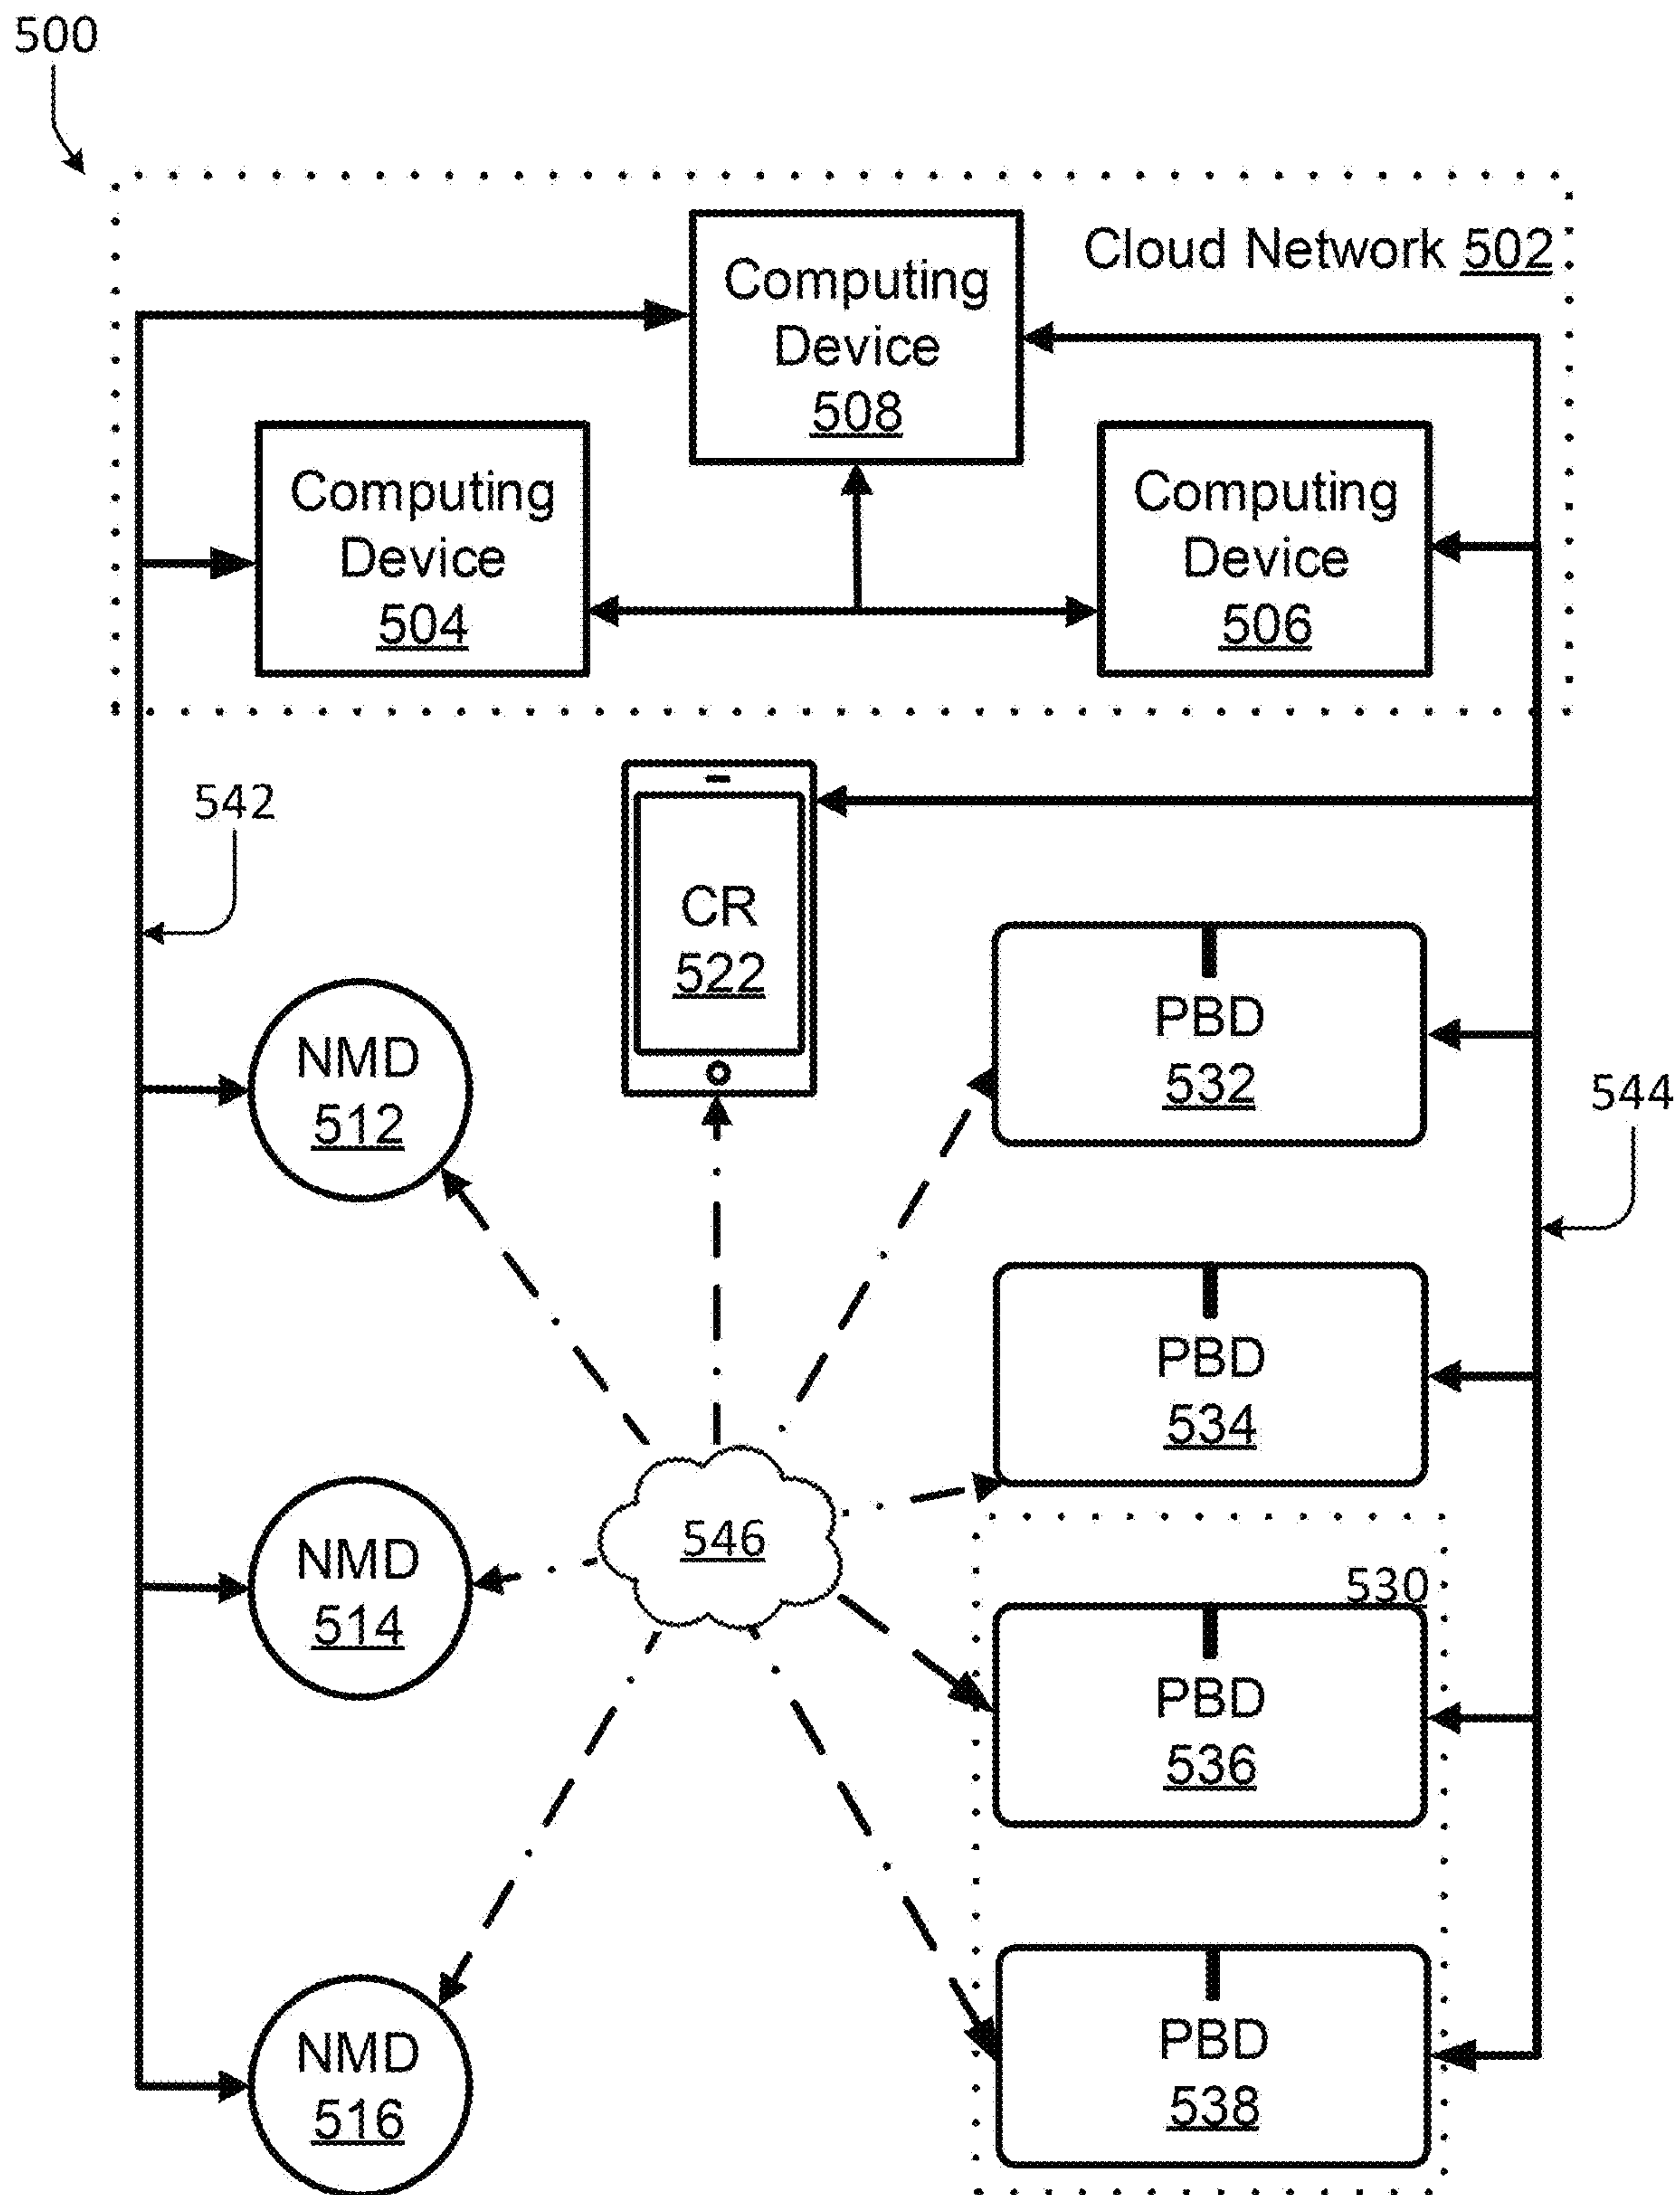 500
Cloud Network 502
Computing
Device
508
Computing
Device
504
Computing
Device
506
542
CR
522
NMD
512
PBD
532
544
PBD
534
546
NMD
514
530
PBD
536
NMD
516
PBD
538